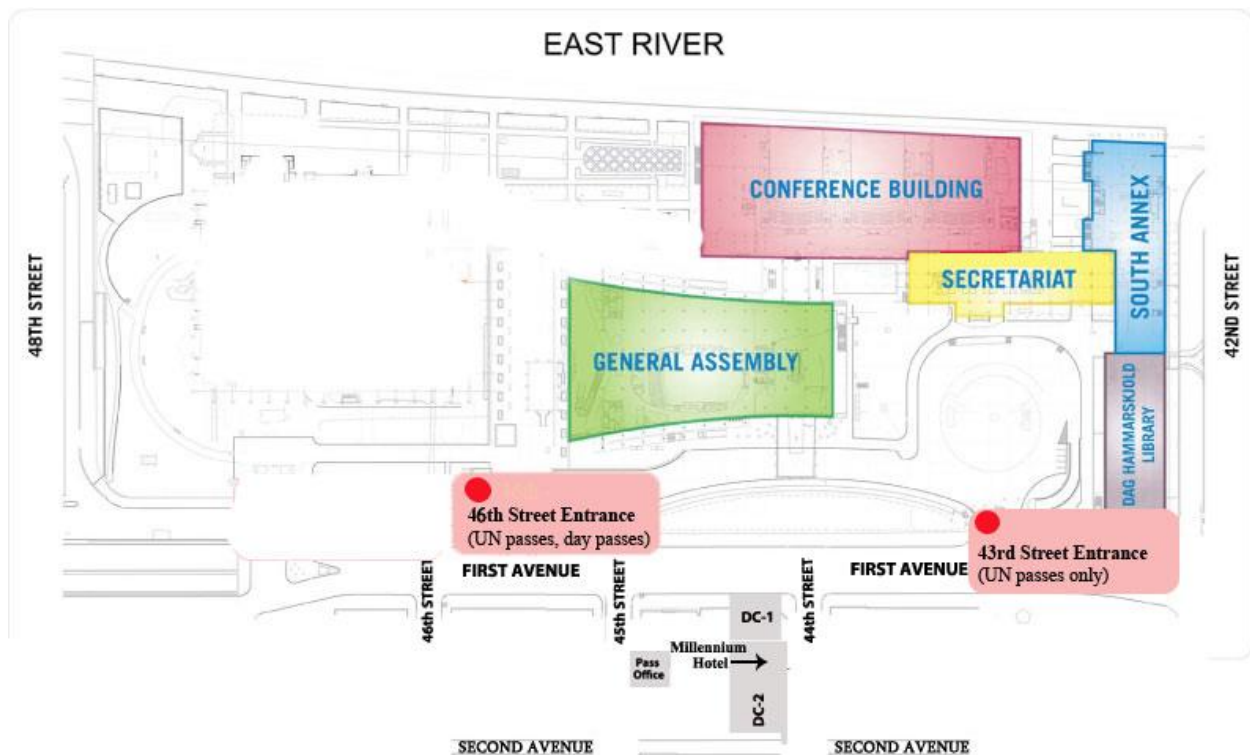 EAST RIVER
CONFERENCE BUILDING
SECRETARIAT
SOUTH ANNEX
48TH STREET
42ND STREET
GENERAL ASSEMBLY
DAG HAMMARSKJOLD
LIBRARY
46th Street Entrance
(UN passes, day passes)
43rd Street Entrance
(UN passes only)
FIRST AVENUE
FIRST AVENUE
46th STREET
45th STREET
44th STREET
DC-1
Millennium
Hotel
Pass
Office
DC-2
SECOND AVENUE
SECOND AVENUE